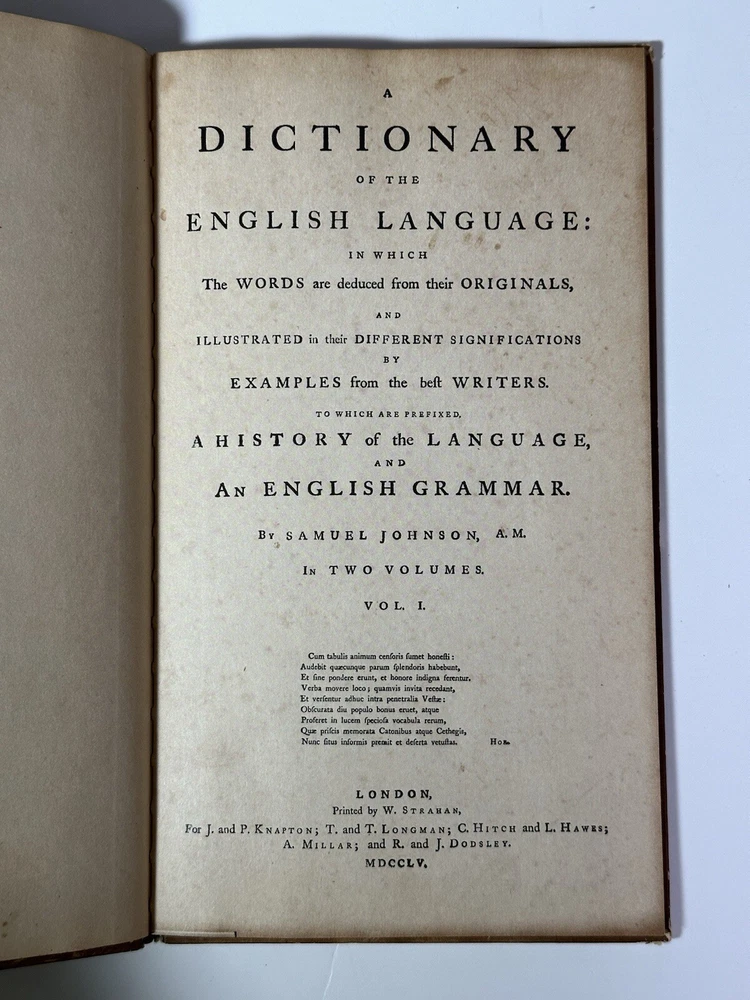 A
DICTIONARY
OF THE
ENGLISH LANGUAGE:
IN WHICH
The WORDS are deduced from their ORIGINALS,
AND
ILLUSTRATED in their DIFFERENT SIGNIFICATIONS
BY
EXAMPLES from the beſt WRITERS.
TO WHICH ARE PREFIXED,
A HISTORY of the LANGUAGE,
AND
AN ENGLISH GRAMMAR.
BY SAMUEL JOHNSON, A.M.
IN TWO VOLUMES.
VOL. I.
Cum tabulis animum cenſoris ſumet honeſti:
Audebit quæcunque parum ſplendoris habebunt,
Et ſine pondere erunt, et honore indigna ferentur.
Verba movere loco; quamvis invita recedant,
Et verſentur adhuc intra penetralia Veſtæ:
Obſcurata diu populo bonus eruet, atque
Proferet in lucem ſpecioſa vocabula rerum,
Quæ priſcis memorata Catonibus atque Cethegis,
Nunc ſitus informis premit et deſerta vetuſtas. HOR.
LONDON,
Printed by W. STRAHAN,
For J. and P. KNAPTON; T. and T. LONGMAN; C. HITCH and L. HAWES;
A. MILLAR; and R. and J. DODSLEY.
MDCCLV.